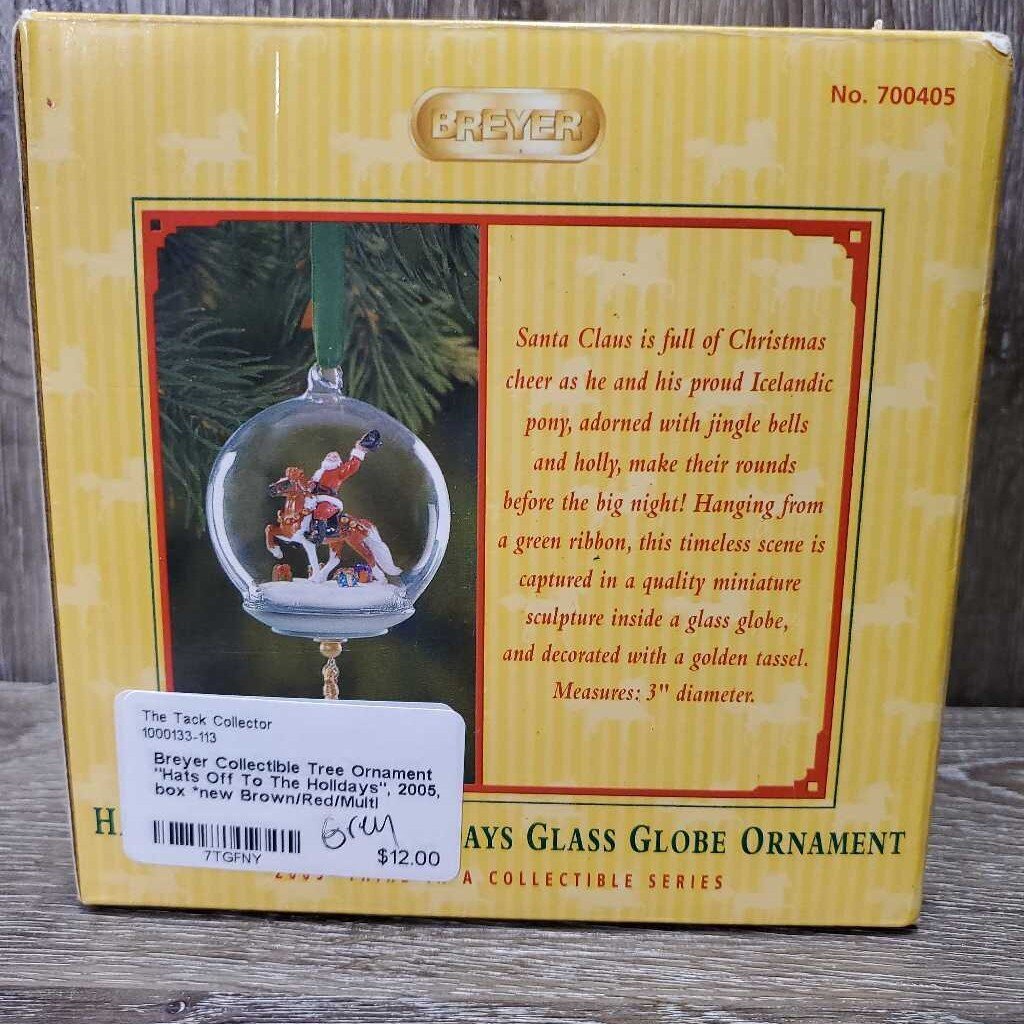 BREYER
No. 700405
Santa Claus is full of Christmas
cheer as he and his proud Icelandic
pony, adorned with jingle bells
and holly, make their rounds
before the big night! Hanging from
a green ribbon, this timeless scene is
captured in a quality miniature
sculpture inside a glass globe,
and decorated with a golden tassel.
Measures: 3" diameter.
The Tack Collector
1000133-113
Breyer Collectible Tree Ornament
"Hats Off To The Holidays", 2005,
box *new Brown/Red/Multi
7TGFNY
$12.00
GLASS GLOBE ORNAMENT
A COLLECTIBLE SERIES